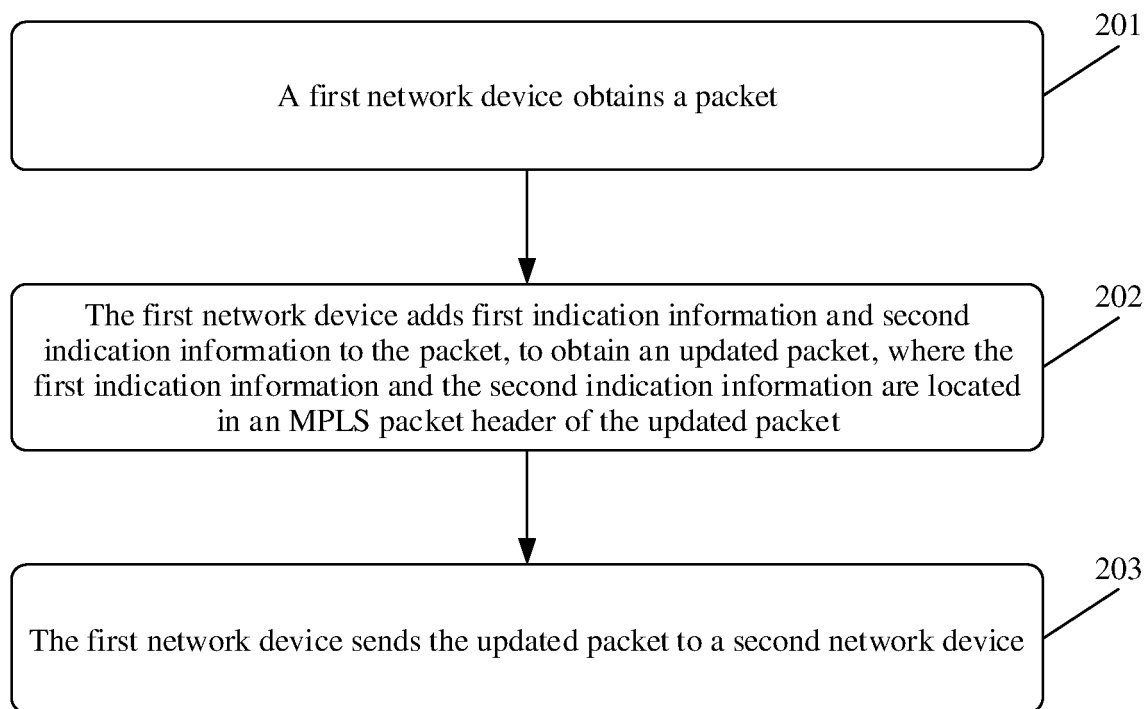 201
A first network device obtains a packet
202
The first network device adds first indication information and second
indication information to the packet, to obtain an updated packet, where the
first indication information and the second indication information are located
in an MPLS packet header of the updated packet
203
The first network device sends the updated packet to a second network device